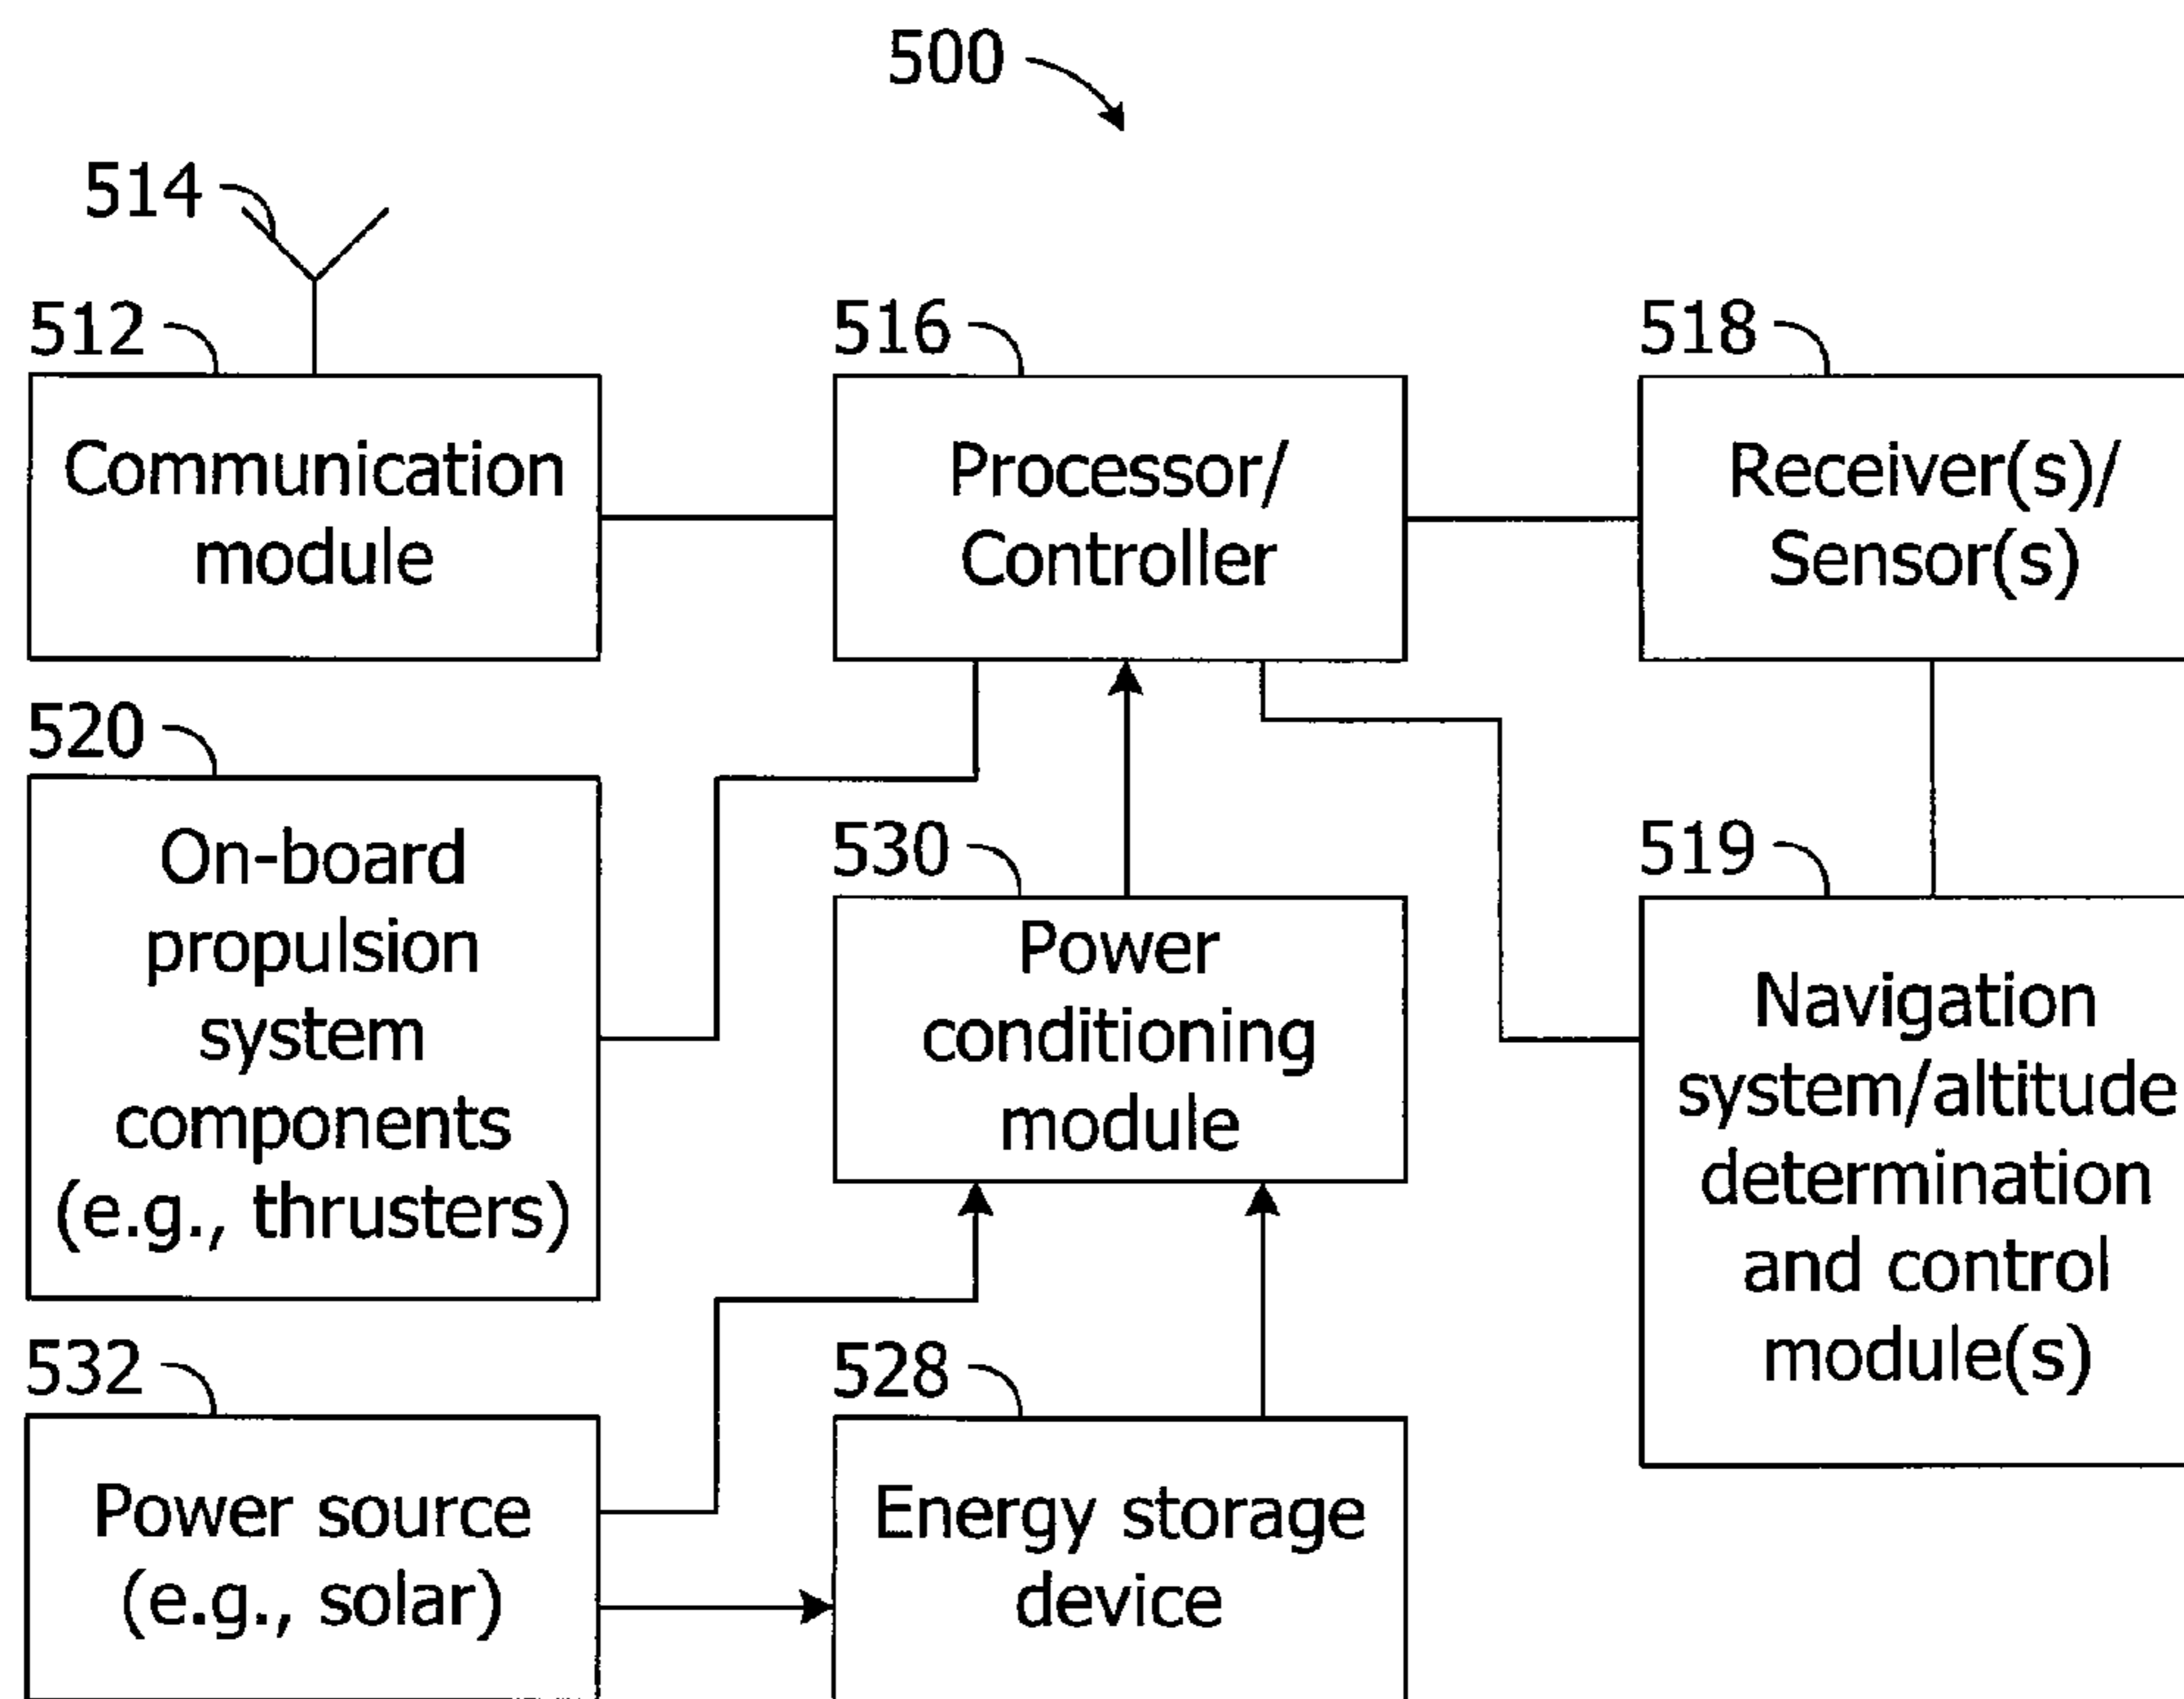 500
514
512
Communication
module
516
Processor/
Controller
518
Receiver(s)/
Sensor(s)
520
On-board
propulsion
system
components
(e.g., thrusters)
530
Power
conditioning
module
519
Navigation
system/altitude
determination
and control
module(s)
532
Power source
(e.g., solar)
528
Energy storage
device